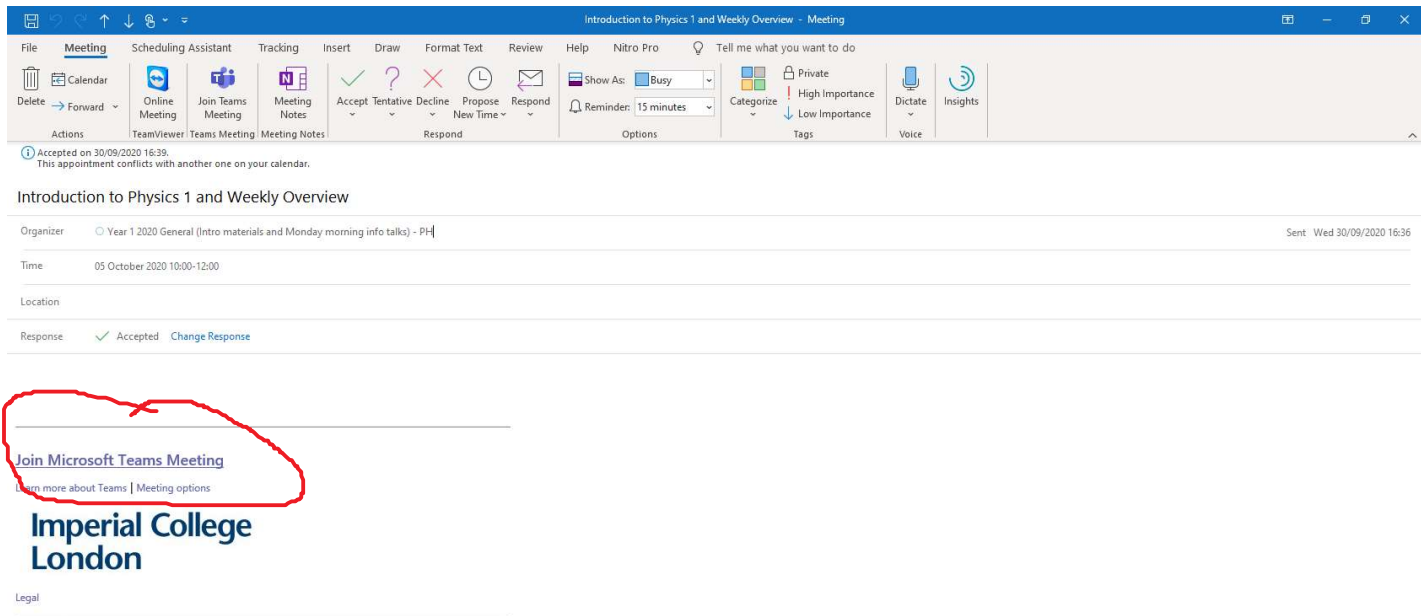 Introduction to Physics 1 and Weekly Overview - Meeting
File Meeting Scheduling Assistant Tracking Insert Draw Format Text Review Help Nitro Pro Tell me what you want to do
Delete
Calendar
Forward
Actions
Online
Meeting
TeamViewer
Join Teams
Meeting
Teams Meeting
Meeting
Notes
Meeting Notes
Accept Tentative Decline Propose
New Time
Respond
Respond
Show As: Busy
Reminder: 15 minutes
Options
Categorize
Private
High Importance
Low Importance
Tags
Dictate
Voice
Insights
Accepted on 30/09/2020 16:39.
This appointment conflicts with another one on your calendar.
Introduction to Physics 1 and Weekly Overview
Organizer Year 1 2020 General (Intro materials and Monday morning info talks) - PH Sent Wed 30/09/2020 16:36
Time 05 October 2020 10:00-12:00
Location
Response Accepted Change Response
Join Microsoft Teams Meeting
Learn more about Teams | Meeting options
Imperial College
London
Legal